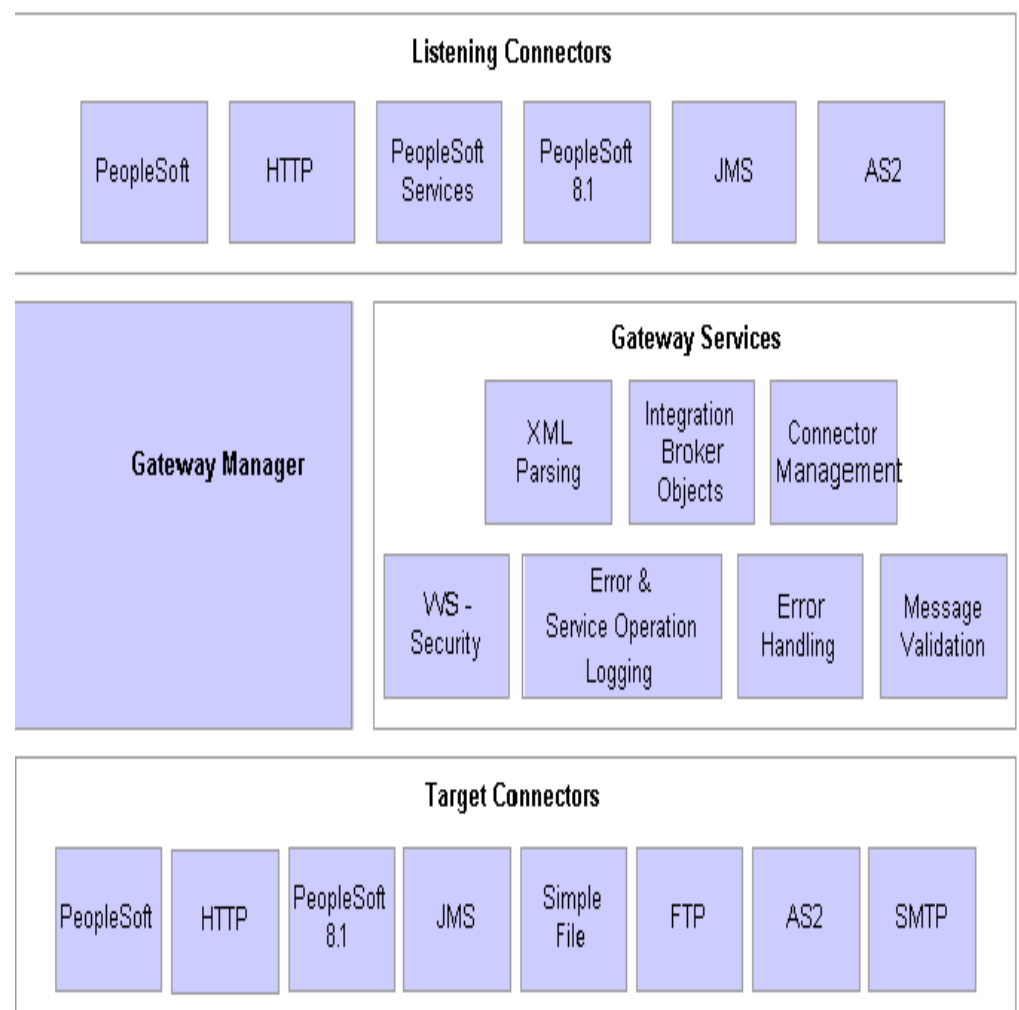 Listening Connectors
PeopleSoft
HTTP
PeopleSoft
Services
PeopleSoft
8.1
JMS
AS2
Gateway Manager
Gateway Services
XML
Parsing
Integration
Broker
Objects
Connector
Management
WS -
Security
Error &
Service Operation
Logging
Error
Handling
Message
Validation
Target Connectors
PeopleSoft
HTTP
PeopleSoft
8.1
JMS
Simple
File
FTP
AS2
SMTP